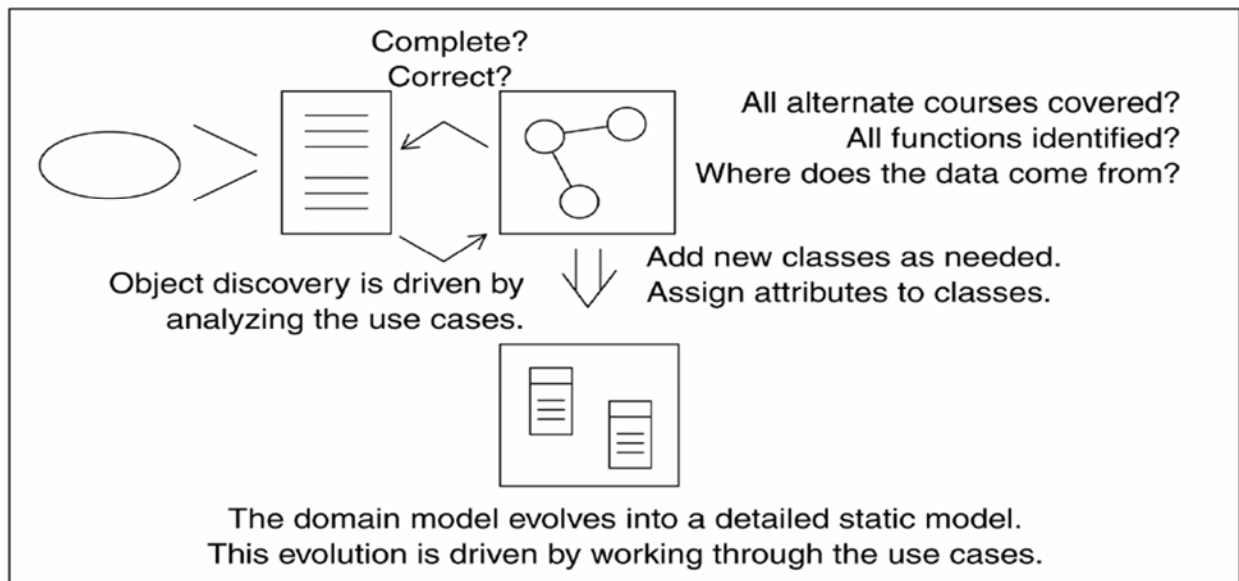 Complete?
Correct?
All alternate courses covered?
All functions identified?
Where does the data come from?
Object discovery is driven by
analyzing the use cases.
Add new classes as needed.
Assign attributes to classes.
The domain model evolves into a detailed static model.
This evolution is driven by working through the use cases.